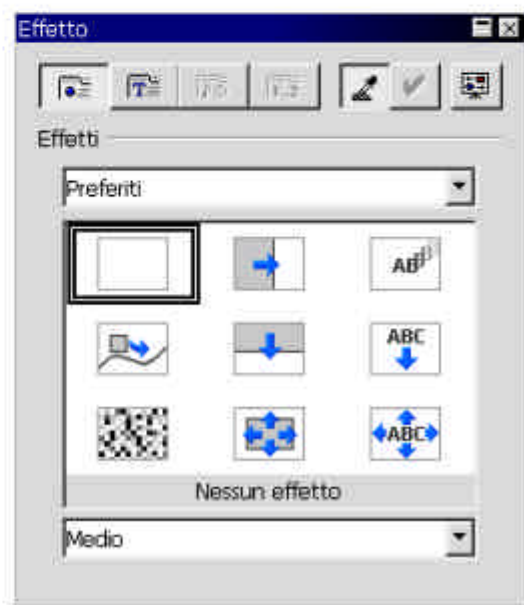 Effetto
T
Effetti
Preferiti
AB
ABC
ABC
Nessun effetto
Medio